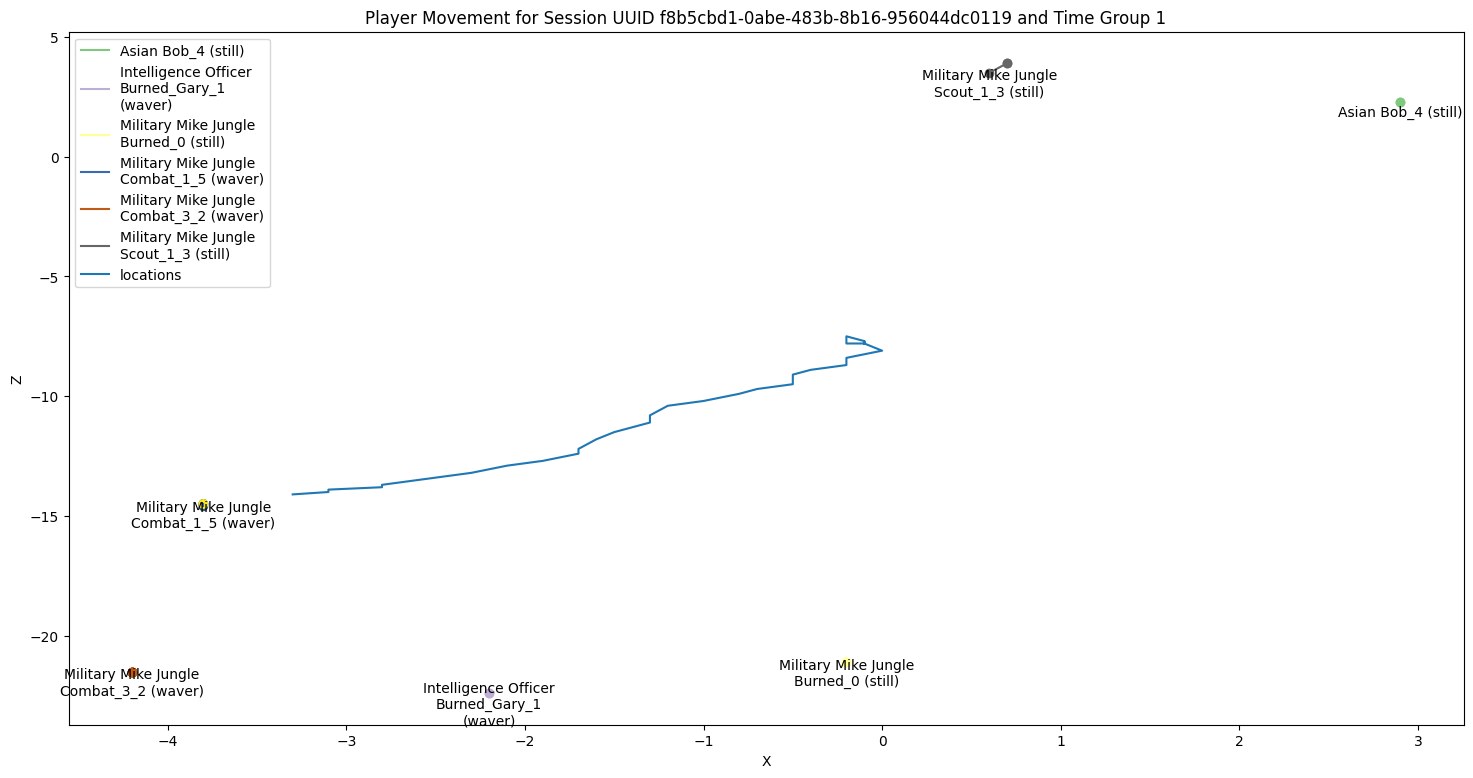 Player Movement for Session UUID f8b5cbd1-0abe-483b-8b16-956044dc0119 and Time Group 1
Asian Bob_4 (still)
Intelligence Officer
Burned_Gary_1
(waver)
Military Mike Jungle
Burned_0 (still)
Military Mike Jungle
Combat_1_5 (waver)
Military Mike Jungle
Combat_3_2 (waver)
Military Mike Jungle
Scout_1_3 (still)
locations
Military Mike Jungle
Scout_1_3 (still)
Asian Bob_4 (still)
Military Mike Jungle
Combat_1_5 (waver)
Military Mike Jungle
Combat_3_2 (waver)
Intelligence Officer
Burned_Gary_1
(waver)
Military Mike Jungle
Burned_0 (still)
5
0
−5
−10
−15
−20
Z
−4
−3
−2
−1
0
1
2
3
X